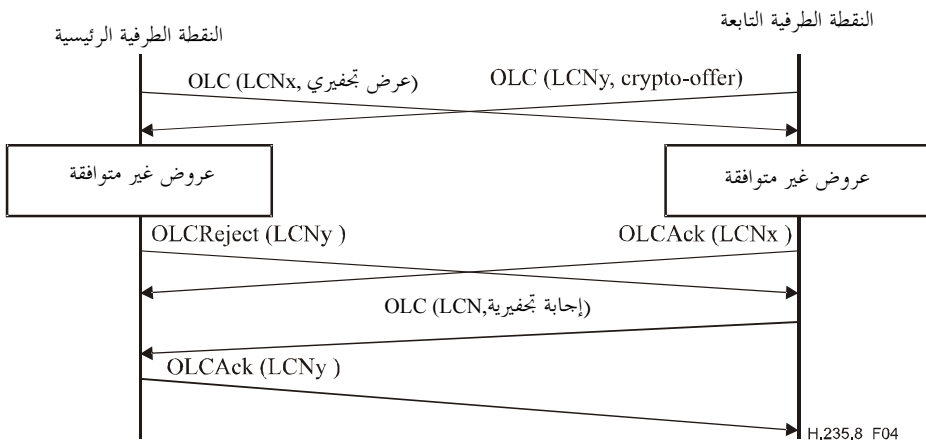 النقطة الطرفية التابعة
النقطة الطرفية الرئيسية
OLC (LCNx, عرض تجفيري)
OLC (LCNy, crypto-offer)
عروض غير متوافقة
عروض غير متوافقة
OLCReject (LCNy )
OLCAck (LCNx )
OLC (LCN,إجابة تجفيرية)
OLCAck (LCNy )
H.235.8_F04